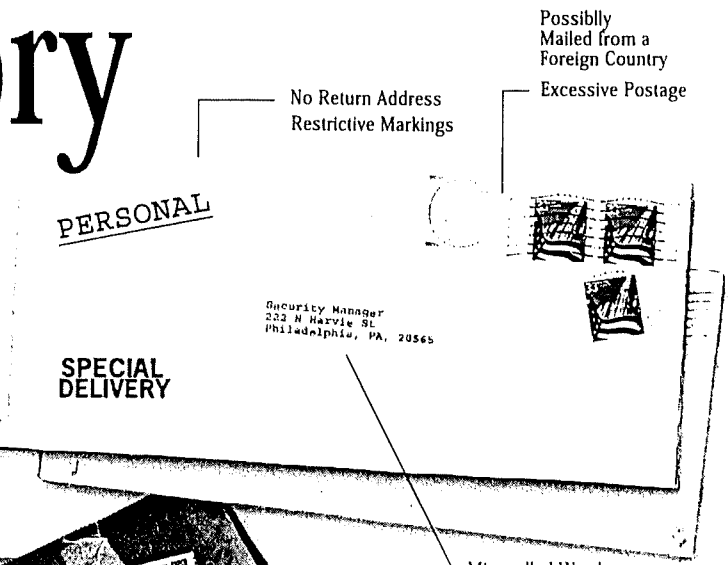 ory
Possiblly
Mailed from a
Foreign Country
No Return Address
Excessive Postage
Restrictive Markings
PERSONAL
Security Manager
222 N Harvie St
Philadelphia, PA, 20565
SPECIAL
DELIVERY